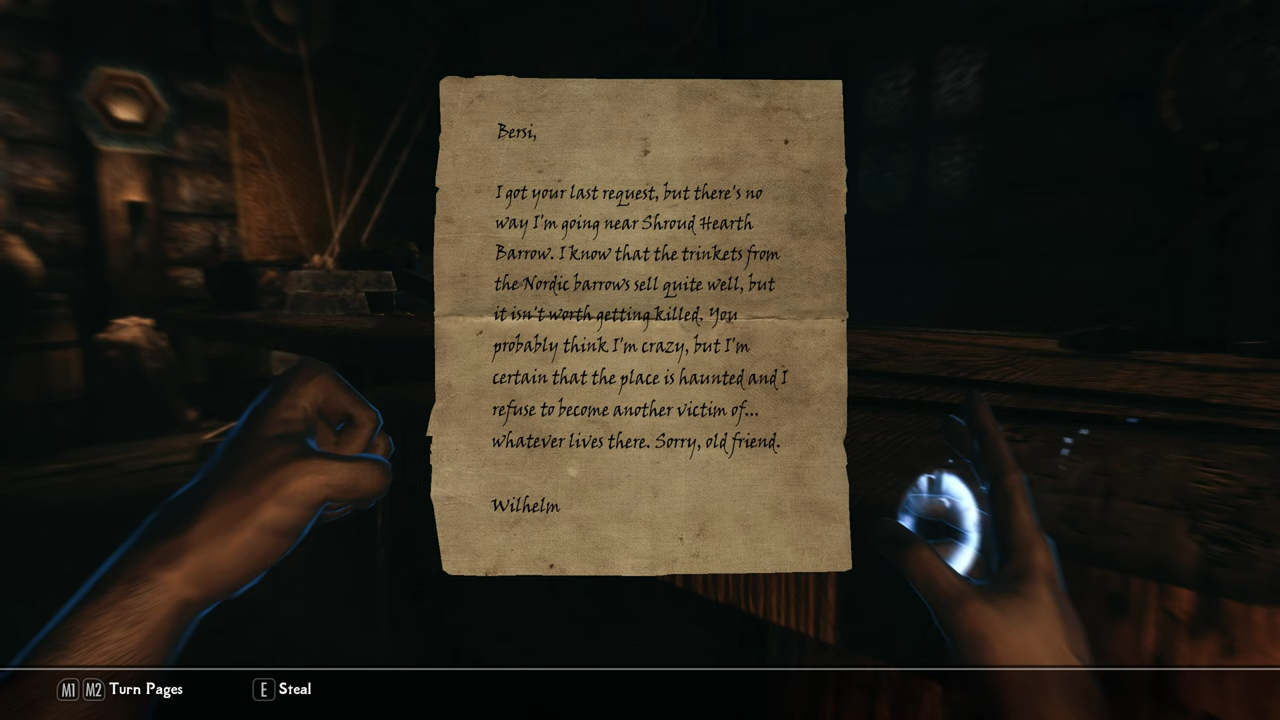 Bersi,
I got your last request, but there's no
way I'm going near Shroud Hearth
Barrow. I know that the trinkets from
the Nordic barrows sell quite well, but
it isn't worth getting killed. You
probably think I'm crazy, but I'm
certain that the place is haunted and I
refuse to become another victim of...
whatever lives there. Sorry, old friend.
Wilhelm
M1 M2 Turn Pages E Steal